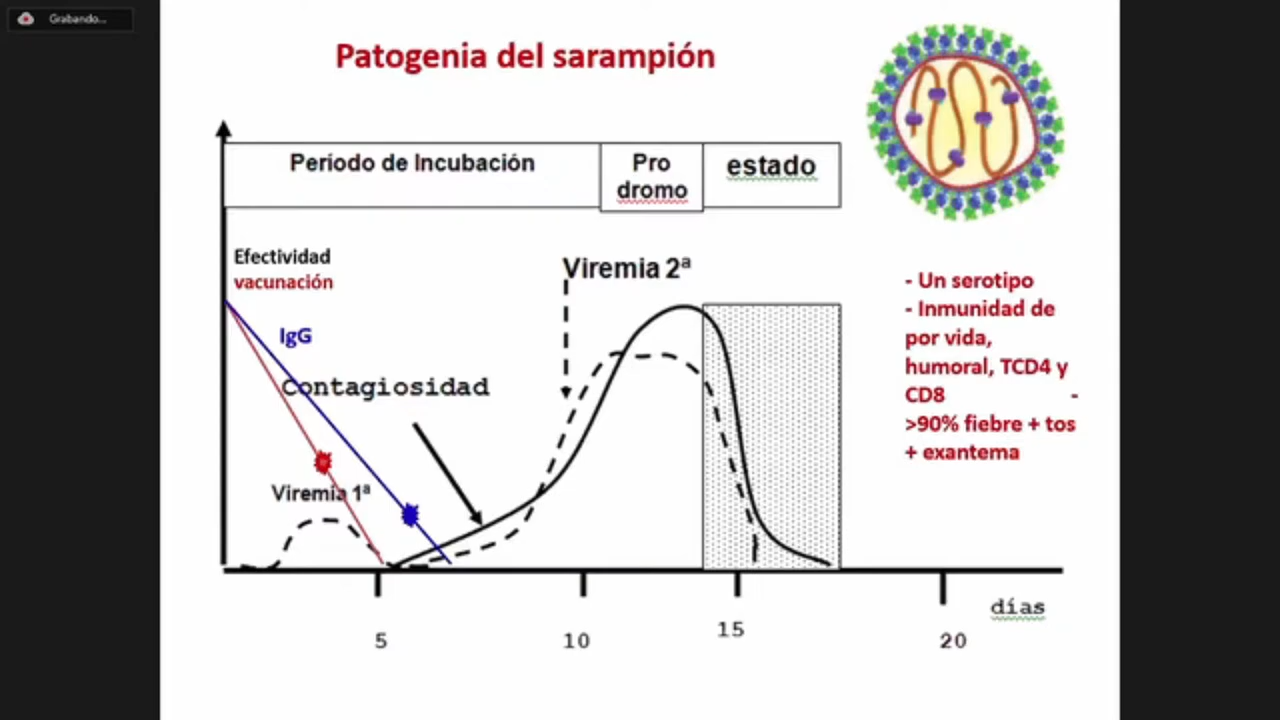 Grabando...
Patogenia del sarampión
Período de Incubación
Pro
dromo
estado
Efectividad
vacunación
IgG
Contagiosidad
Viremia 1ª
Viremia 2ª
- Un serotipo
- Inmunidad de
por vida,
humoral, TCD4 y
CD8 -
>90% fiebre + tos
+ exantema
5
10
15
20
días